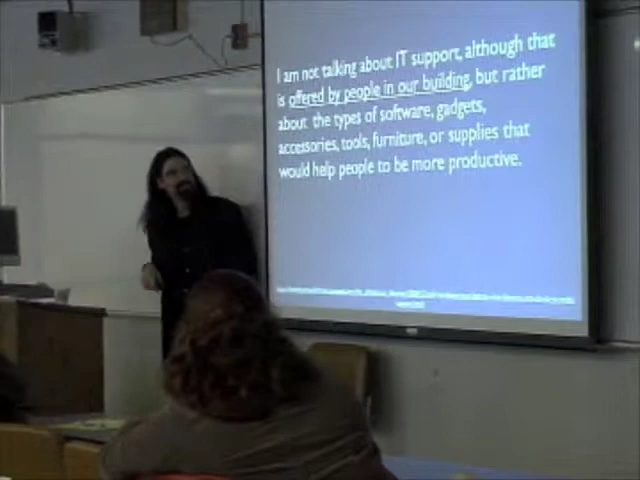 I am not talking about IT support, although that
is offered by people in our building, but rather
about the types of software, gadgets,
accessories, tools, furniture, or supplies that
would help people to be more productive.